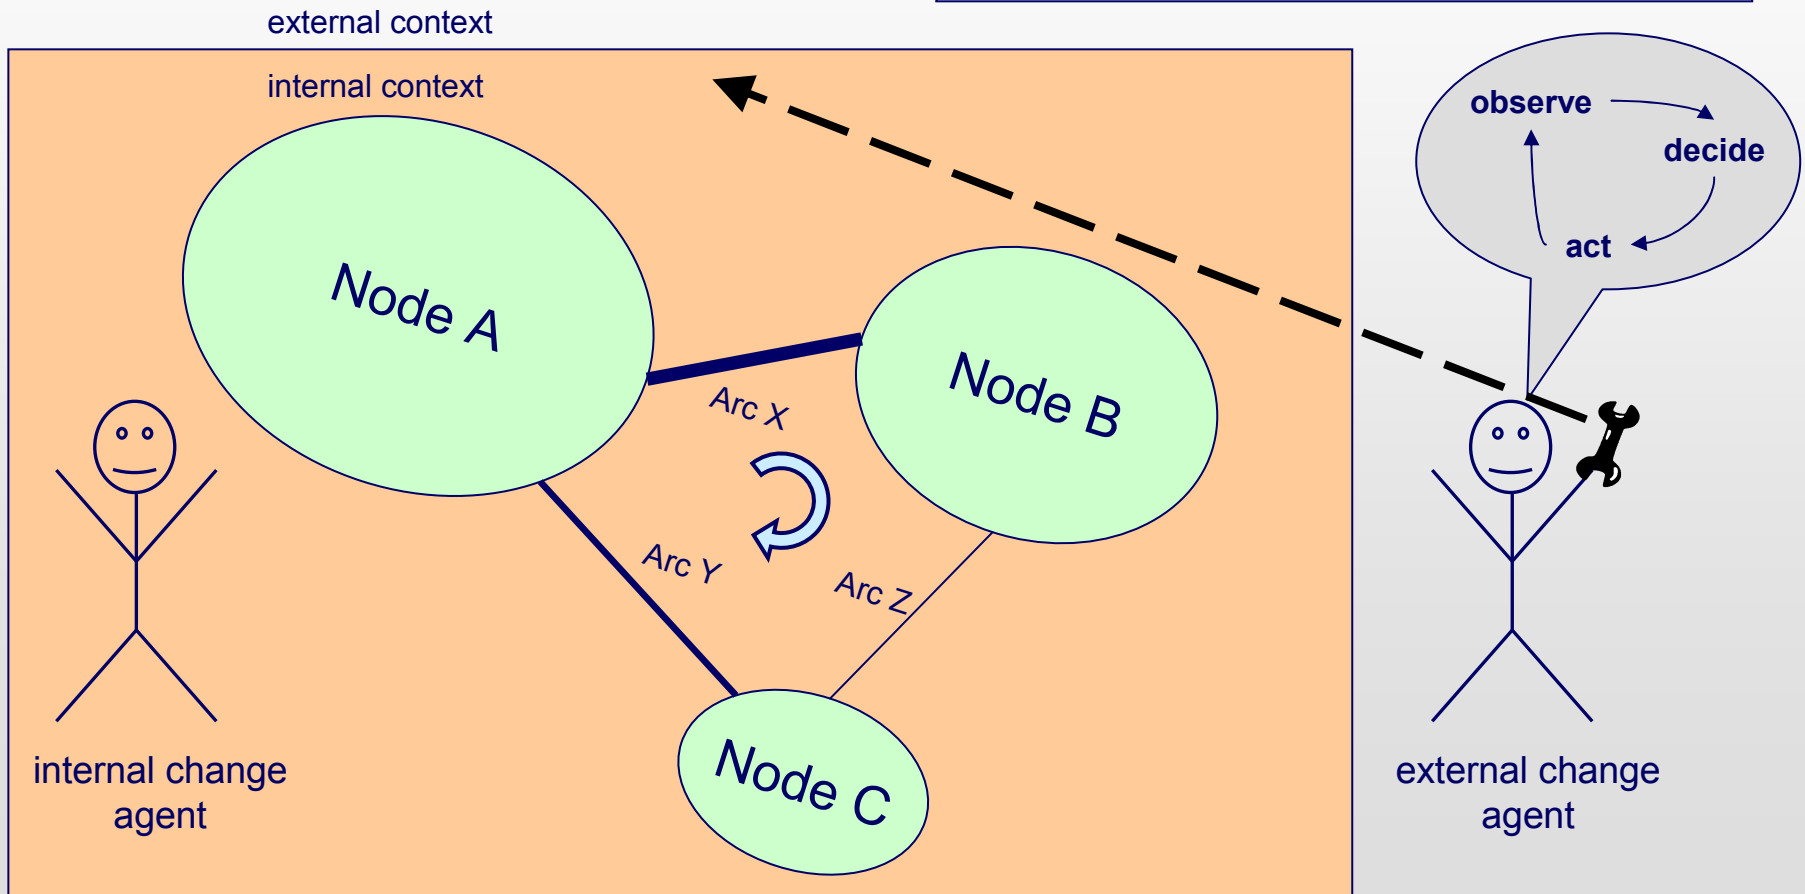 external context
internal context
observe
decide
act
Node A
Node B
Arc X
Arc Y
Arc Z
Node C
internal change
agent
external change
agent